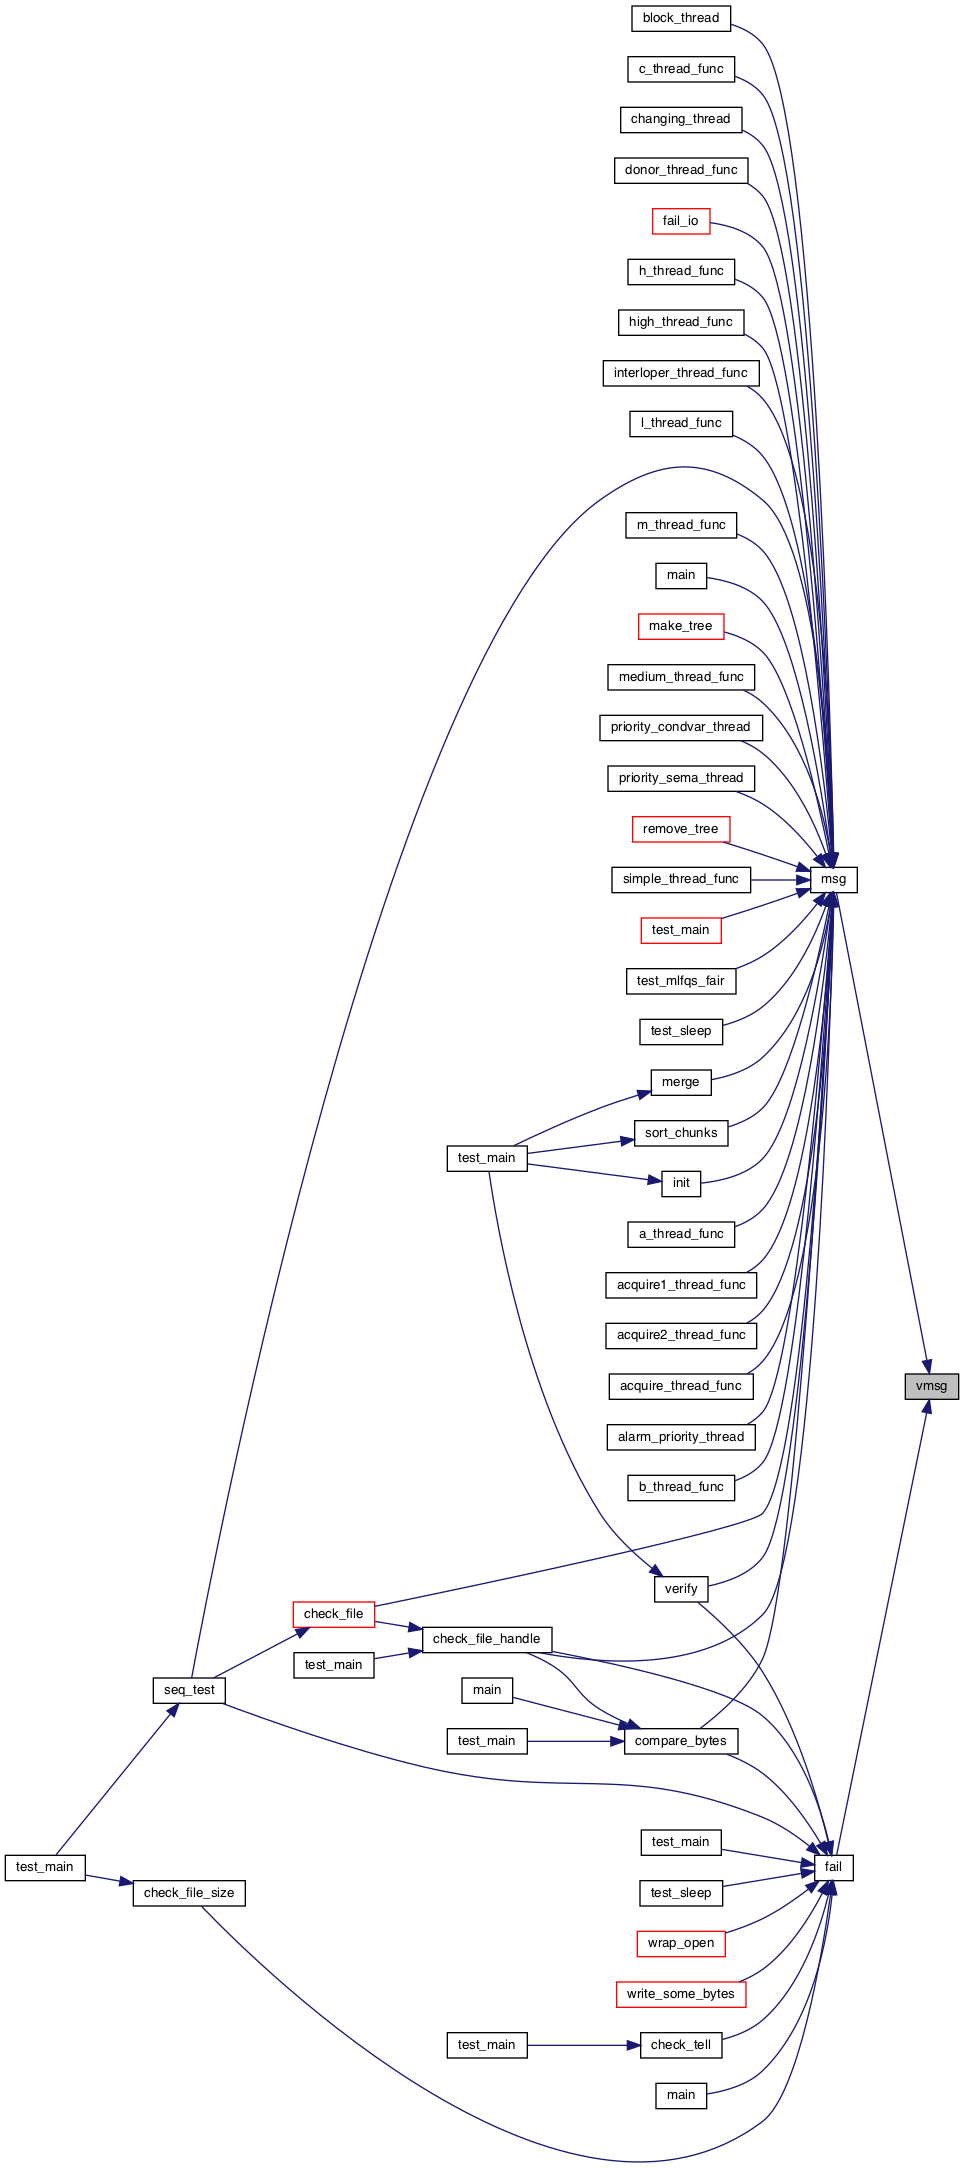 block_thread
c_thread_func
changing_thread
donor_thread_func
fail_io
h_thread_func
high_thread_func
interloper_thread_func
l_thread_func
m_thread_func
main
make_tree
medium_thread_func
priority_condvar_thread
priority_sema_thread
remove_tree
msg
simple_thread_func
test_main
test_mlfqs_fair
test_sleep
merge
sort_chunks
test_main
init
a_thread_func
acquire1_thread_func
acquire2_thread_func
acquire_thread_func
vmsg
alarm_priority_thread
b_thread_func
verify
check_file
check_file_handle
test_main
seq_test
main
compare_bytes
test_main
test_main
test_main
fail
check_file_size
test_sleep
wrap_open
write_some_bytes
test_main
check_tell
main